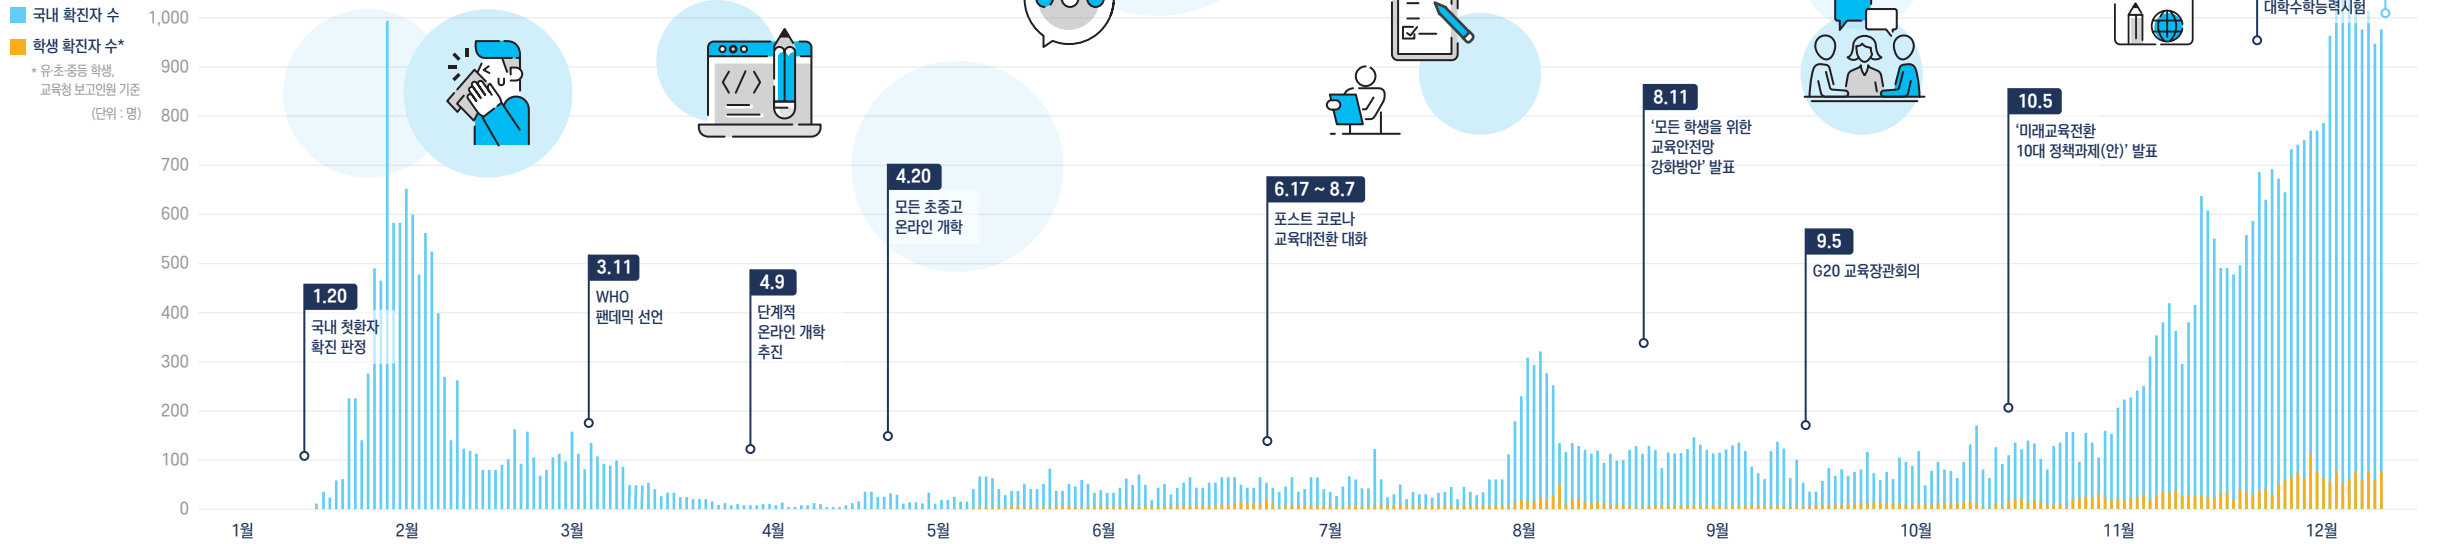 국내 확진자 수
학생 확진자 수*
* 유·초·중등 학생,
교육청 보고인원 기준
(단위 : 명)
1,000
900
800
700
600
500
400
300
200
100
0
1.20
국내 첫환자
확진 판정
3.11
WHO
팬데믹 선언
4.9
단계적
온라인 개학
추진
4.20
모든 초중고
온라인 개학
6.17 ~ 8.7
포스트 코로나
교육대전환 대화
8.11
‘모든 학생을 위한
교육안전망
강화방안’ 발표
9.5
G20 교육장관회의
10.5
‘미래교육전환
10대 정책과제(안)’ 발표
대학수학능력시험
1월
2월
3월
4월
5월
6월
7월
8월
9월
10월
11월
12월